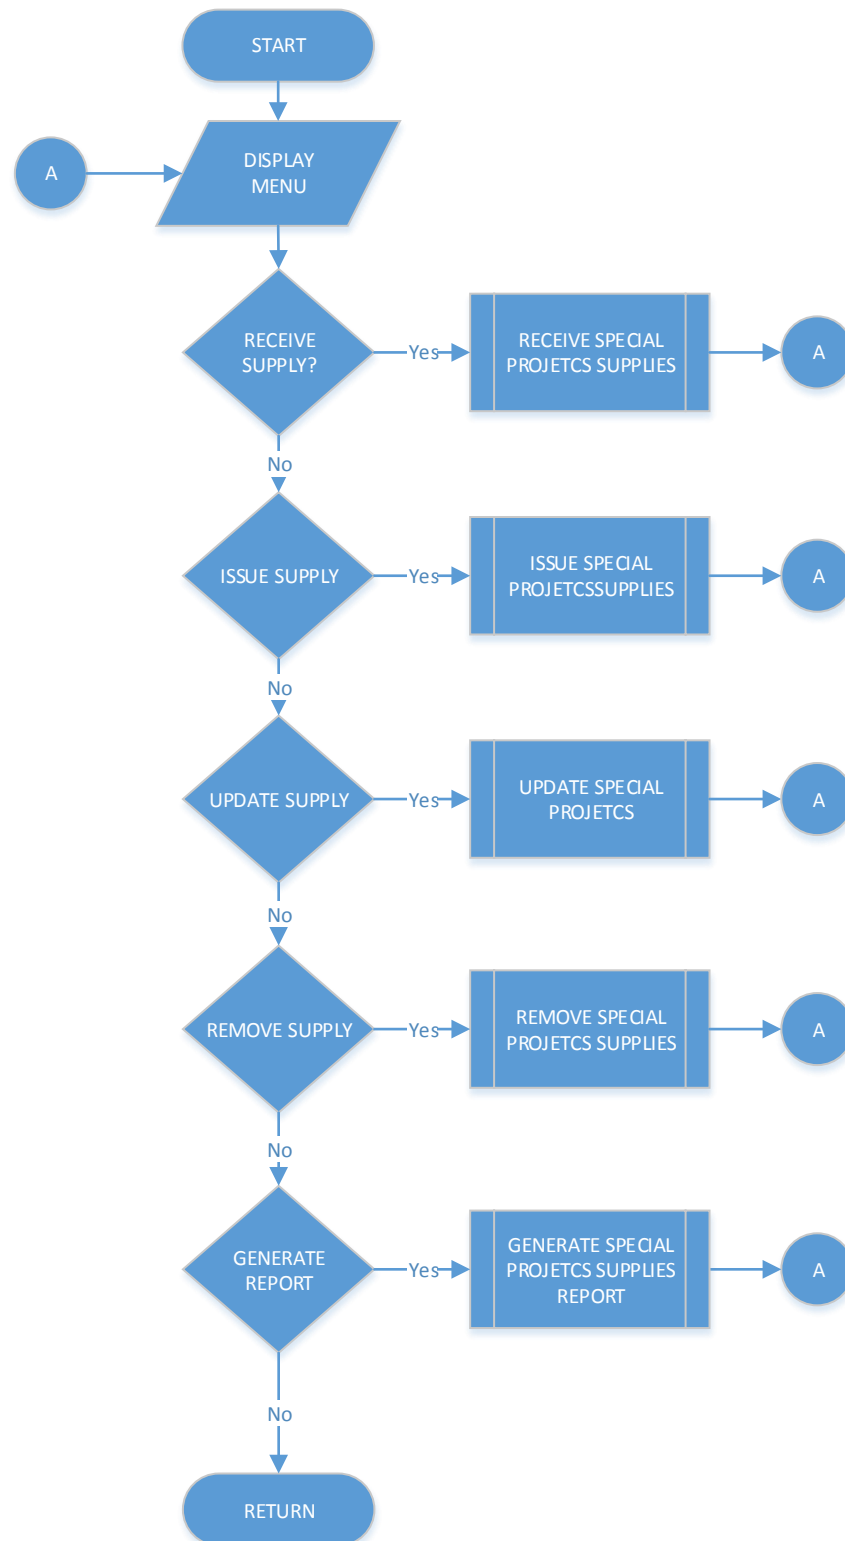 START
A
DISPLAY
MENU
RECEIVE
SUPPLY?
Yes
RECEIVE SPECIAL
PROJETCS SUPPLIES
A
No
ISSUE SUPPLY
Yes
ISSUE SPECIAL
PROJETCSSUPPLIES
A
No
UPDATE SUPPLY
Yes
UPDATE SPECIAL
PROJETCS
A
No
REMOVE SUPPLY
Yes
REMOVE SPECIAL
PROJETCS SUPPLIES
A
No
GENERATE
REPORT
Yes
GENERATE SPECIAL
PROJETCS SUPPLIES
REPORT
A
No
RETURN